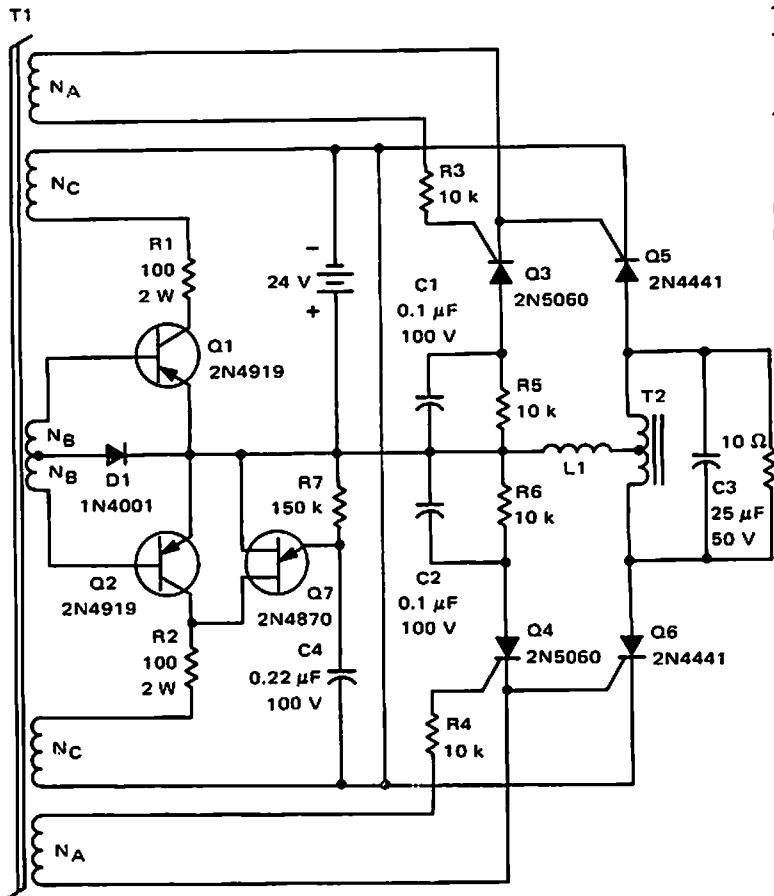 T1
NA
NC
R3
10 k
R1
100
2 W
−
24 V
+
C1
0.1 μF
100 V
Q3
2N5060
Q5
2N4441
Q1
2N4919
R5
10 k
T2
NB
NB
D1
1N4001
R7
150 k
L1
10 Ω
R6
10 k
C3
25 μF
50 V
Q2
2N4919
Q7
2N4870
C2
0.1 μF
100 V
R2
100
2 W
C4
0.22 μF
100 V
Q4
2N5060
Q6
2N4441
R4
10 k
NC
NA